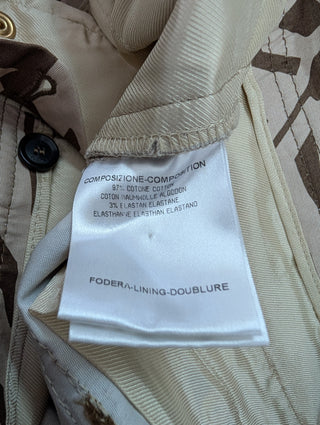 COMPOSIZIONE-COMPOSITION
97% COTONE COTTON
COTON BAUMWOLLE ALGODON
3% ELASTAN ELASTANE
ELASTHANNE ELASTHAN ELASTANO
FODERA-LINING-DOUBLURE